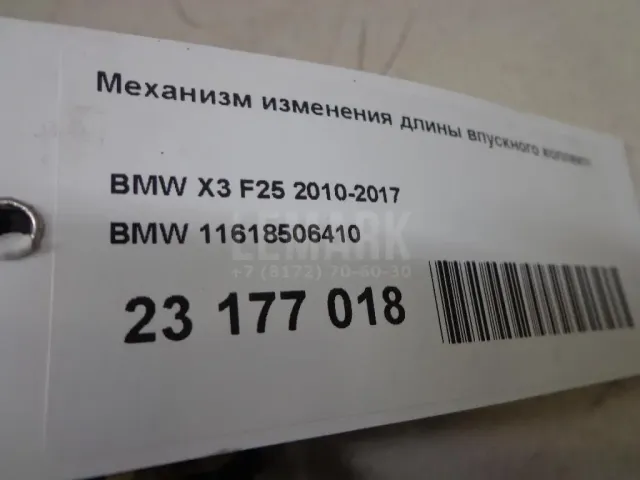 Механизм изменения длины впускного
BMW X3 F25 2010-2017
BMW 11618506410
LEMARK
+7 (8172) 70-60-30
23 177 018